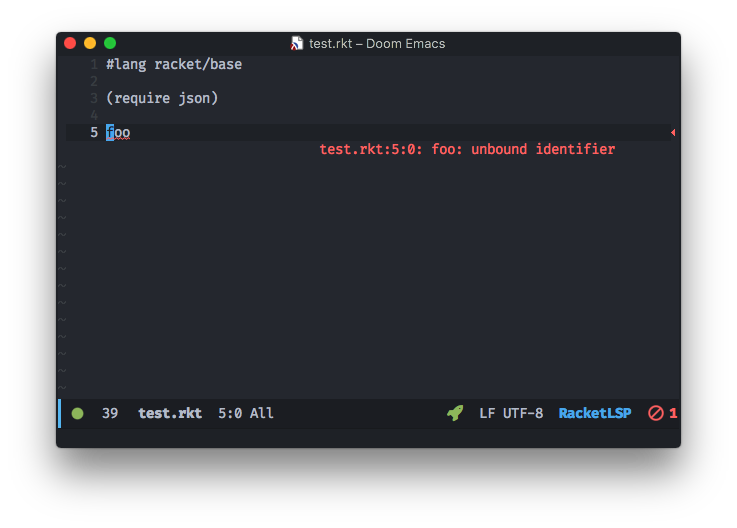 test.rkt – Doom Emacs
1 #lang racket/base
2
3 (require json)
4
5 foo
test.rkt:5:0: foo: unbound identifier
~
~
~
~
~
~
~
~
~
~
~
~
~
~
39 test.rkt 5:0 All LF UTF-8 RacketLSP 1